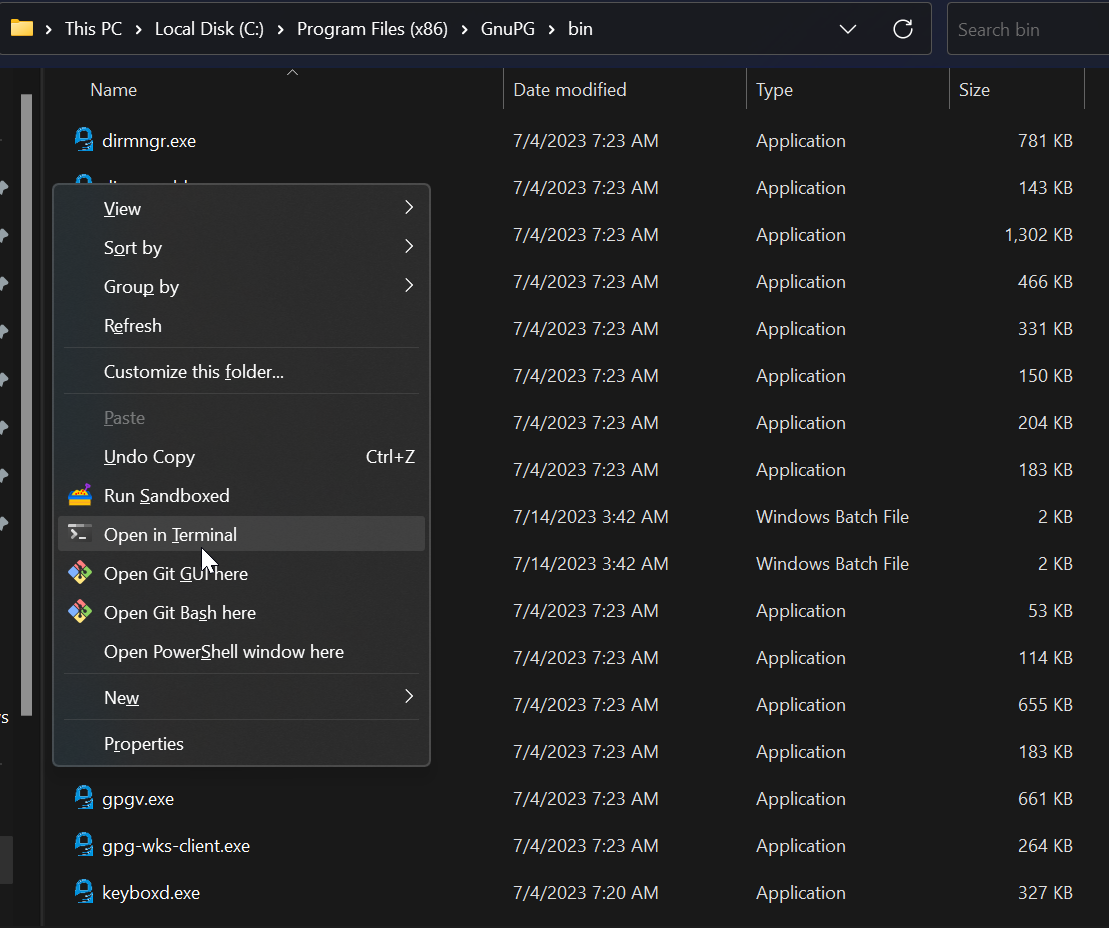 This PC > Local Disk (C:) > Program Files (x86) > GnuPG > bin
Search bin
Name Date modified Type Size
dirmngr.exe 7/4/2023 7:23 AM Application 781 KB
7/4/2023 7:23 AM Application 143 KB
View
7/4/2023 7:23 AM Application 1,302 KB
Sort by
Group by
7/4/2023 7:23 AM Application 466 KB
Refresh
7/4/2023 7:23 AM Application 331 KB
Customize this folder...
7/4/2023 7:23 AM Application 150 KB
Paste
7/4/2023 7:23 AM Application 204 KB
Undo Copy Ctrl+Z
7/4/2023 7:23 AM Application 183 KB
Run Sandboxed
7/14/2023 3:42 AM Windows Batch File 2 KB
Open in Terminal
7/14/2023 3:42 AM Windows Batch File 2 KB
Open Git GUI here
Open Git Bash here
7/4/2023 7:23 AM Application 53 KB
Open PowerShell window here
7/4/2023 7:23 AM Application 114 KB
New
7/4/2023 7:23 AM Application 655 KB
Properties
7/4/2023 7:23 AM Application 183 KB
gpgv.exe 7/4/2023 7:23 AM Application 661 KB
gpg-wks-client.exe 7/4/2023 7:23 AM Application 264 KB
keyboxd.exe 7/4/2023 7:20 AM Application 327 KB